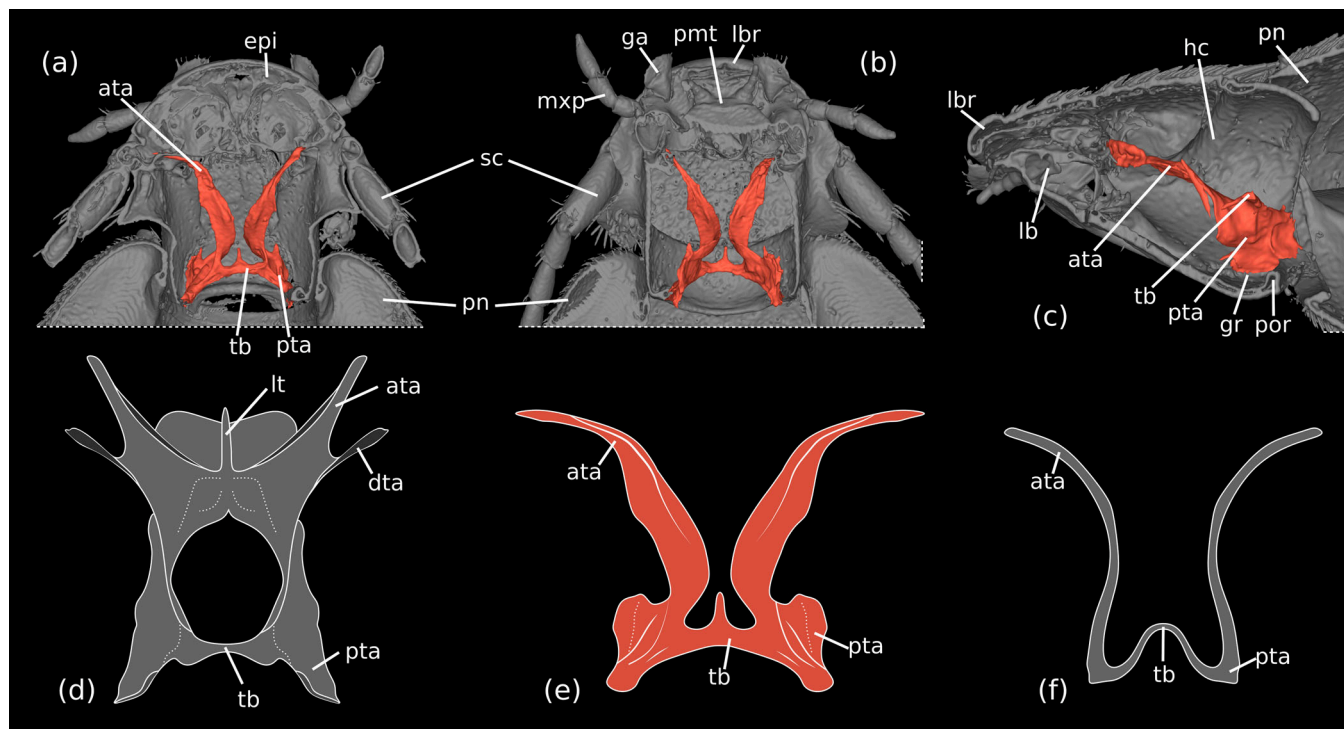 (a)
epi
ata
sc
pn
tb
pta
ga
pmt
lbr
(b)
mxp
hc
pn
lbr
lb
ata
tb
pta
gr
por
(c)
lt
ata
dta
pta
tb
(d)
ata
pta
tb
(e)
ata
pta
tb
(f)